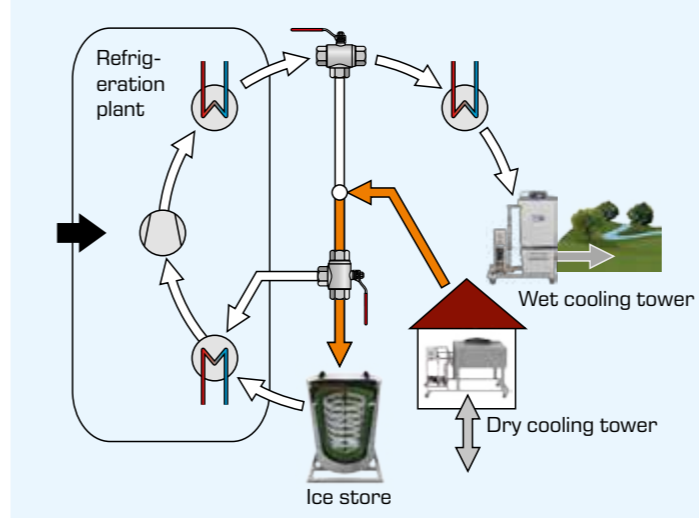 Refrig-
eration
plant
Wet cooling tower
Dry cooling tower
Ice store